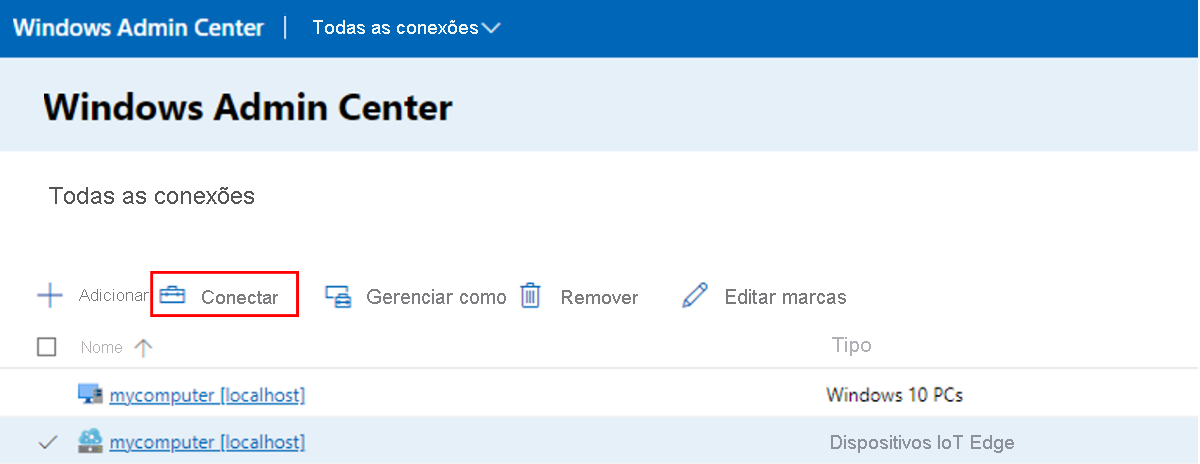 Windows Admin Center | Todas as conexões
Windows Admin Center
Todas as conexões
Adicionar Conectar Gerenciar como Remover Editar marcas
Nome Tipo
mycomputer [localhost] Windows 10 PCs
mycomputer [localhost] Dispositivos IoT Edge